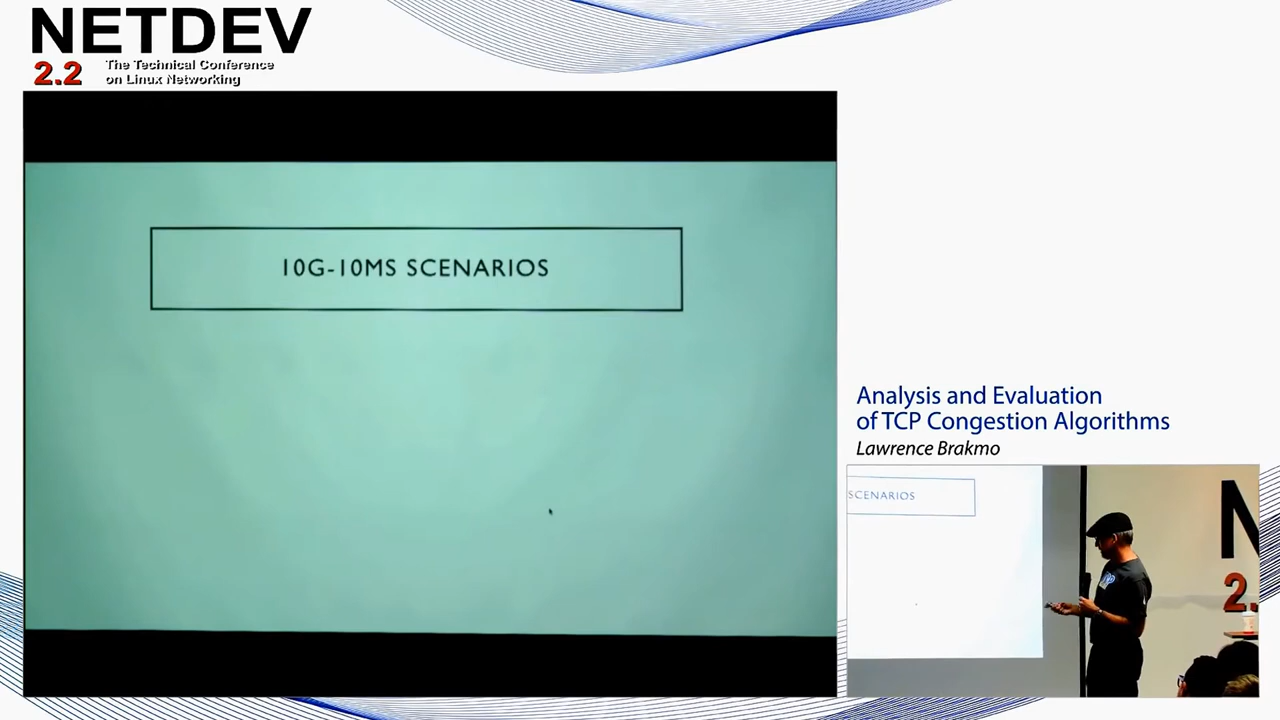 NETDEV
2.2
The Technical Conference
on Linux Networking
10G-10MS SCENARIOS
Analysis and Evaluation
of TCP Congestion Algorithms
Lawrence Brakmo
SCENARIOS
N
2.